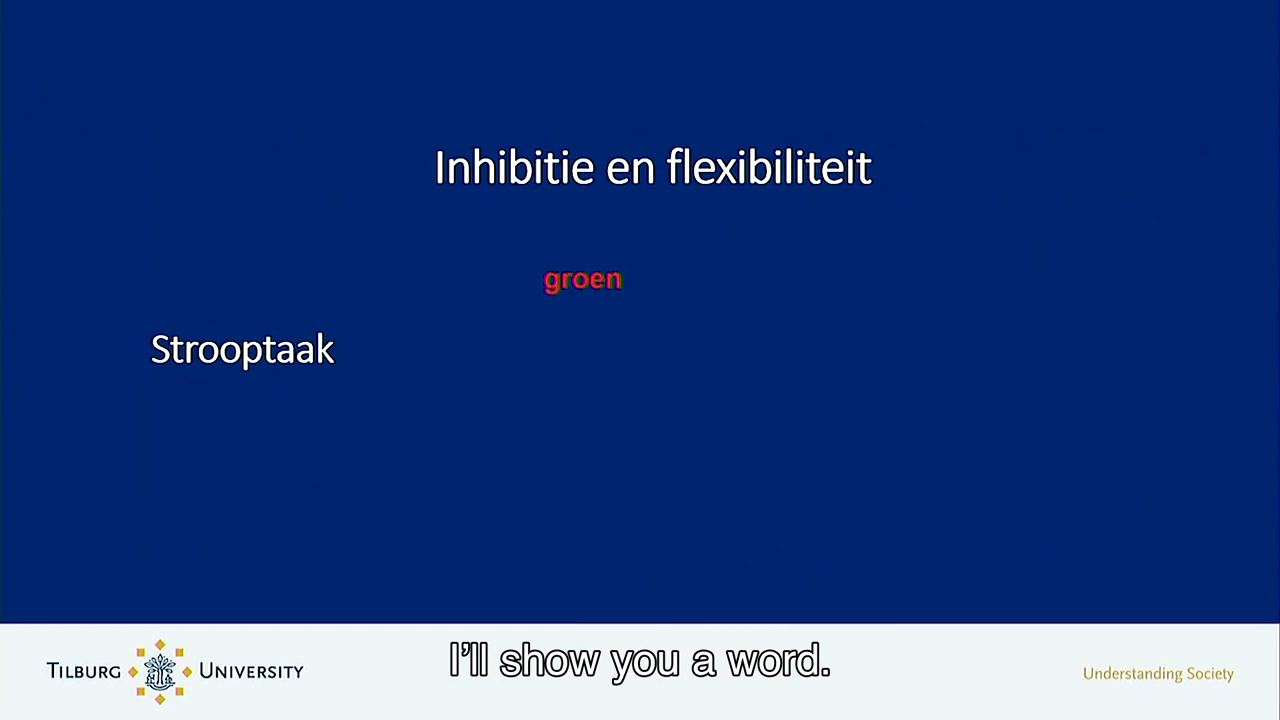 Inhibitie en flexibiliteit
groen
Strooptaak
I'll show you a word.
TILBURG UNIVERSITY
Understanding Society